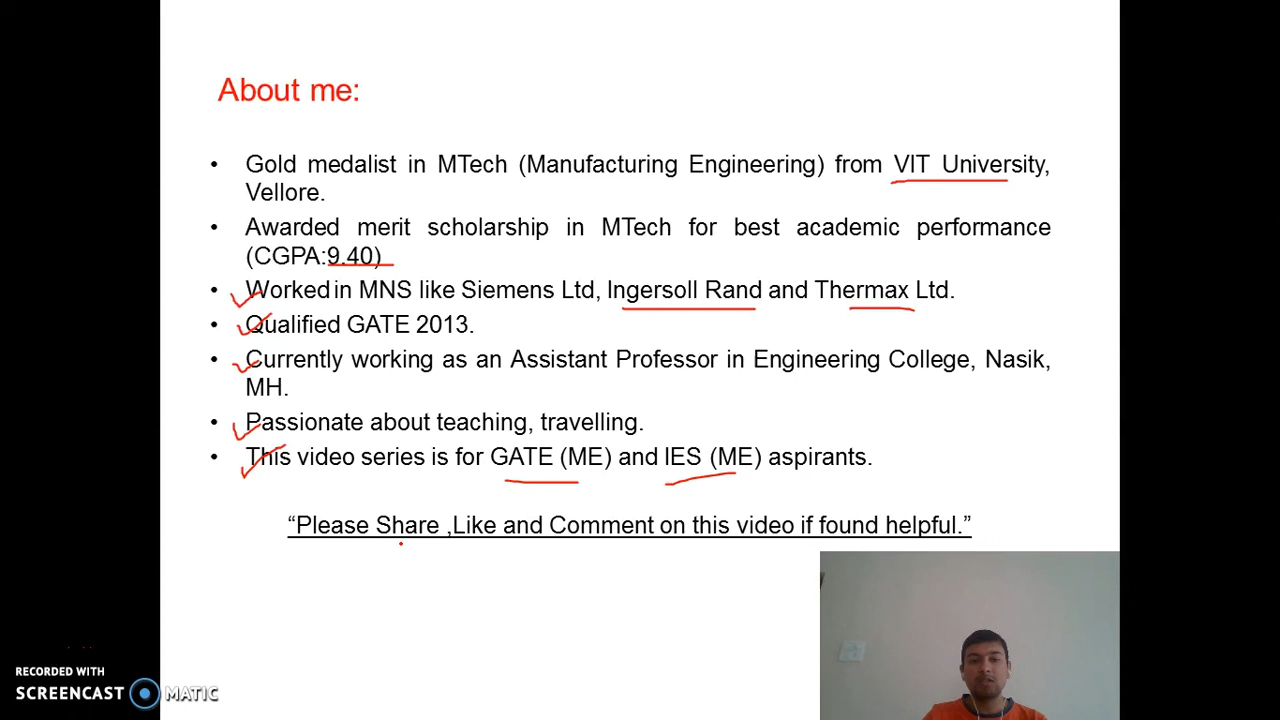 About me:
• Gold medalist in MTech (Manufacturing Engineering) from VIT University,
Vellore.
• Awarded merit scholarship in MTech for best academic performance
(CGPA:9.40)
• Worked in MNS like Siemens Ltd, Ingersoll Rand and Thermax Ltd.
• Qualified GATE 2013.
• Currently working as an Assistant Professor in Engineering College, Nasik,
MH.
• Passionate about teaching, travelling.
• This video series is for GATE (ME) and IES (ME) aspirants.
“Please Share ,Like and Comment on this video if found helpful.”
RECORDED WITH
SCREENCAST MATIC